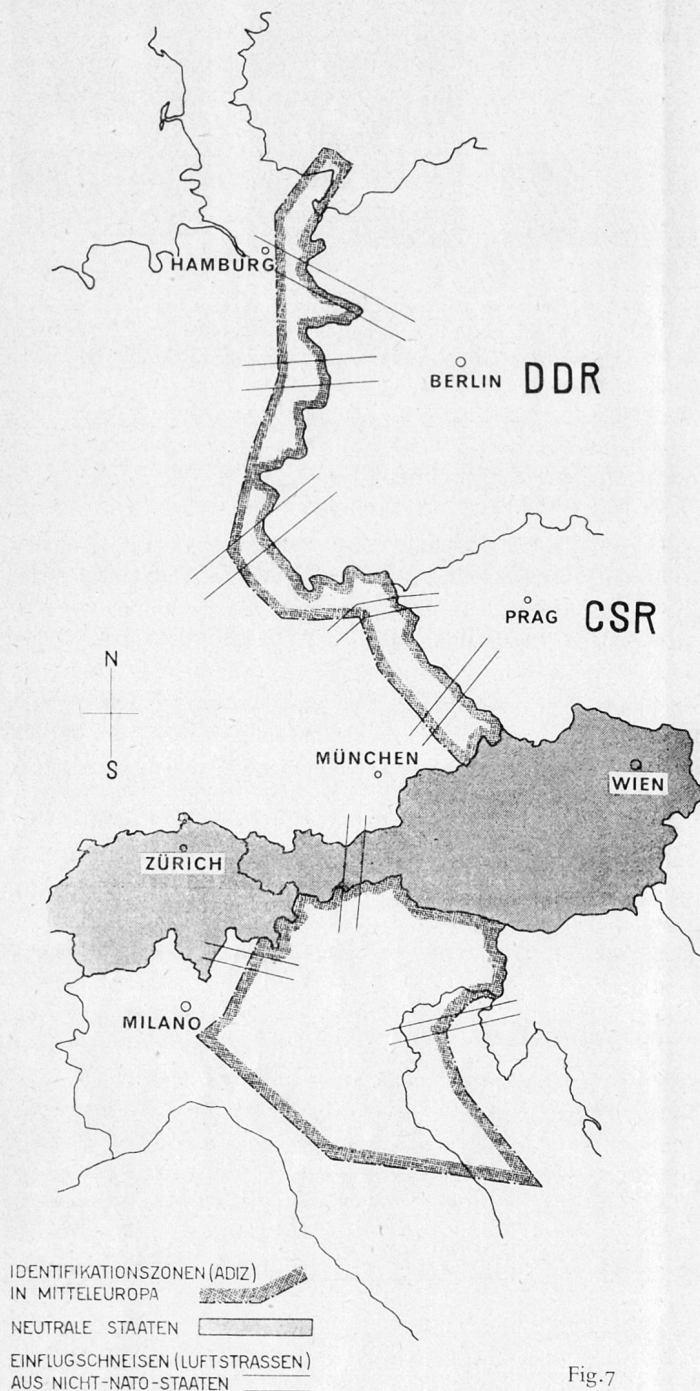 HAMBURG
BERLIN DDR
PRAG CSR
N
S
MÜNCHEN
WIEN
ZÜRICH
MILANO
IDENTIFIKATIONSZONEN (ADIZ)
IN MITTELEUROPA
NEUTRALE STAATEN
EINFLUGSCHNEISEN (LUFTSTRASSEN)
AUS NICHT-NATO-STAATEN
Fig. 7